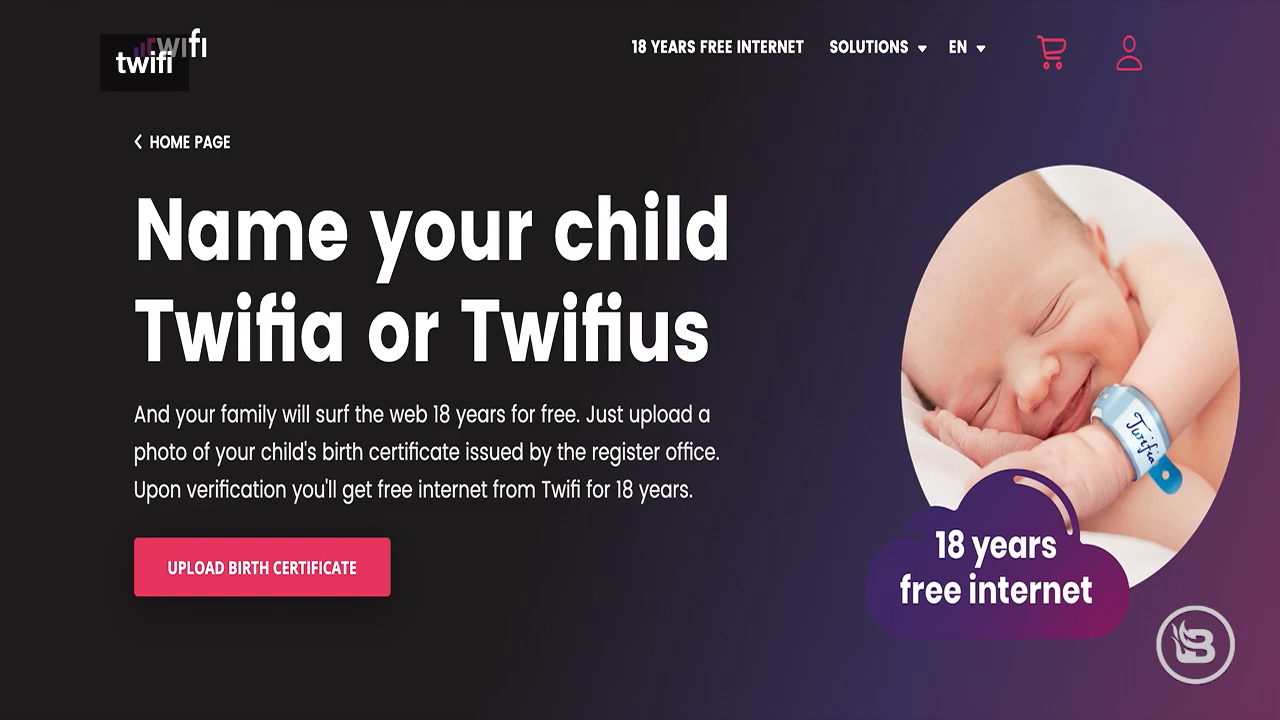 twifi
twifi
18 YEARS FREE INTERNET
SOLUTIONS
EN
HOME PAGE
Name your child
Twifia or Twifius
And your family will surf the web 18 years for free. Just upload a
photo of your child's birth certificate issued by the register office.
Upon verification you'll get free internet from Twifi for 18 years.
UPLOAD BIRTH CERTIFICATE
Twifia
18 years
free internet
B